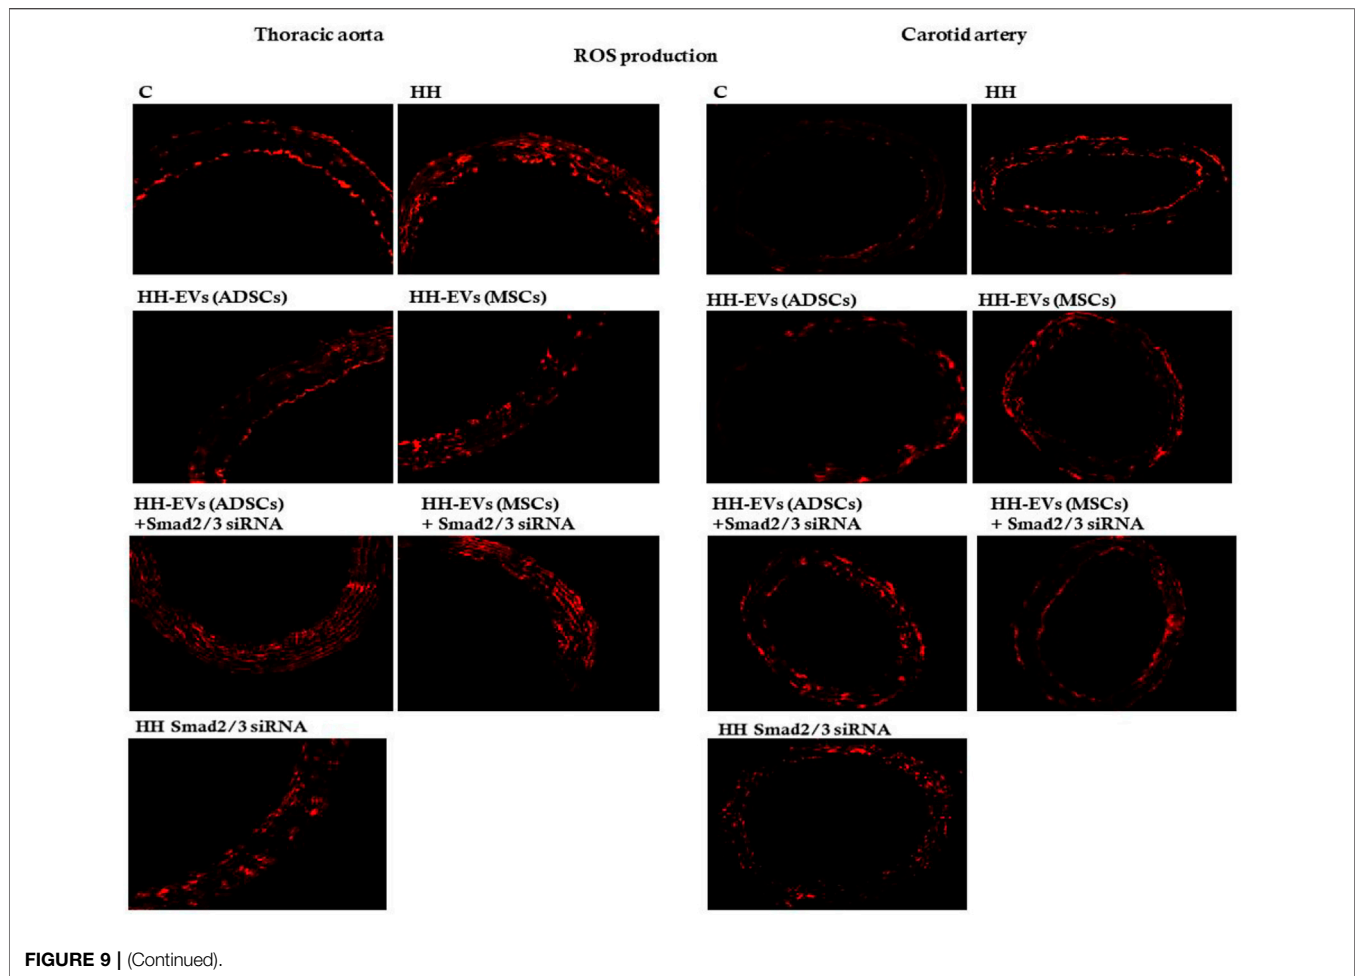 Thoracic aorta
Carotid artery
ROS production
C
HH
C
HH
HH-EVs (ADSCs)
HH-EVs (MSCs)
HH-EVs (ADSCs)
HH-EVs (MSCs)
HH-EVs (ADSCs)
+Smad2/3 siRNA
HH-EVs (MSCs)
+ Smad2/3 siRNA
HH-EVs (ADSCs)
+Smad2/3 siRNA
HH-EVs (MSCs)
+ Smad2/3 siRNA
HH Smad2/3 siRNA
HH Smad2/3 siRNA
FIGURE 9 | (Continued).